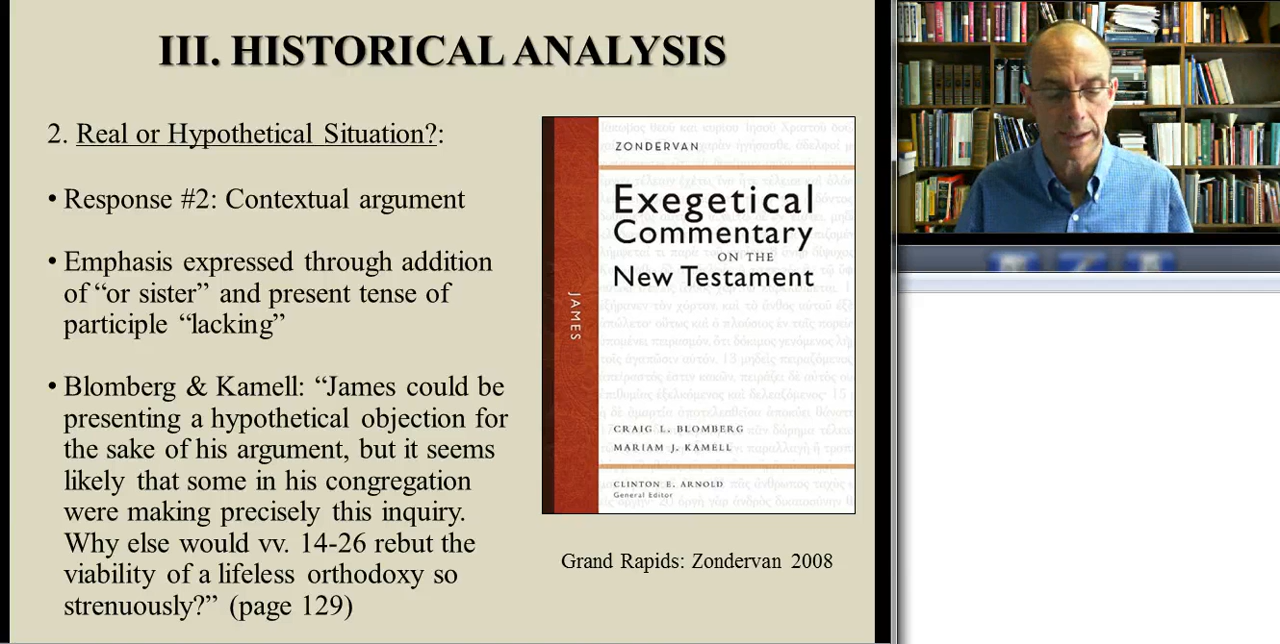 III. HISTORICAL ANALYSIS
2. Real or Hypothetical Situation?:
• Response #2: Contextual argument
• Emphasis expressed through addition
of “or sister” and present tense of
participle “lacking”
• Blomberg & Kamell: “James could be
presenting a hypothetical objection for
the sake of his argument, but it seems
likely that some in his congregation
were making precisely this inquiry.
Why else would vv. 14-26 rebut the
viability of a lifeless orthodoxy so
strenuously?” (page 129)
ZONDERVAN
Exegetical
Commentary
ON THE
New Testament
JAMES
CRAIG L. BLOMBERG
MARIAM J. KAMELL
CLINTON E. ARNOLD
General Editor
Grand Rapids: Zondervan 2008